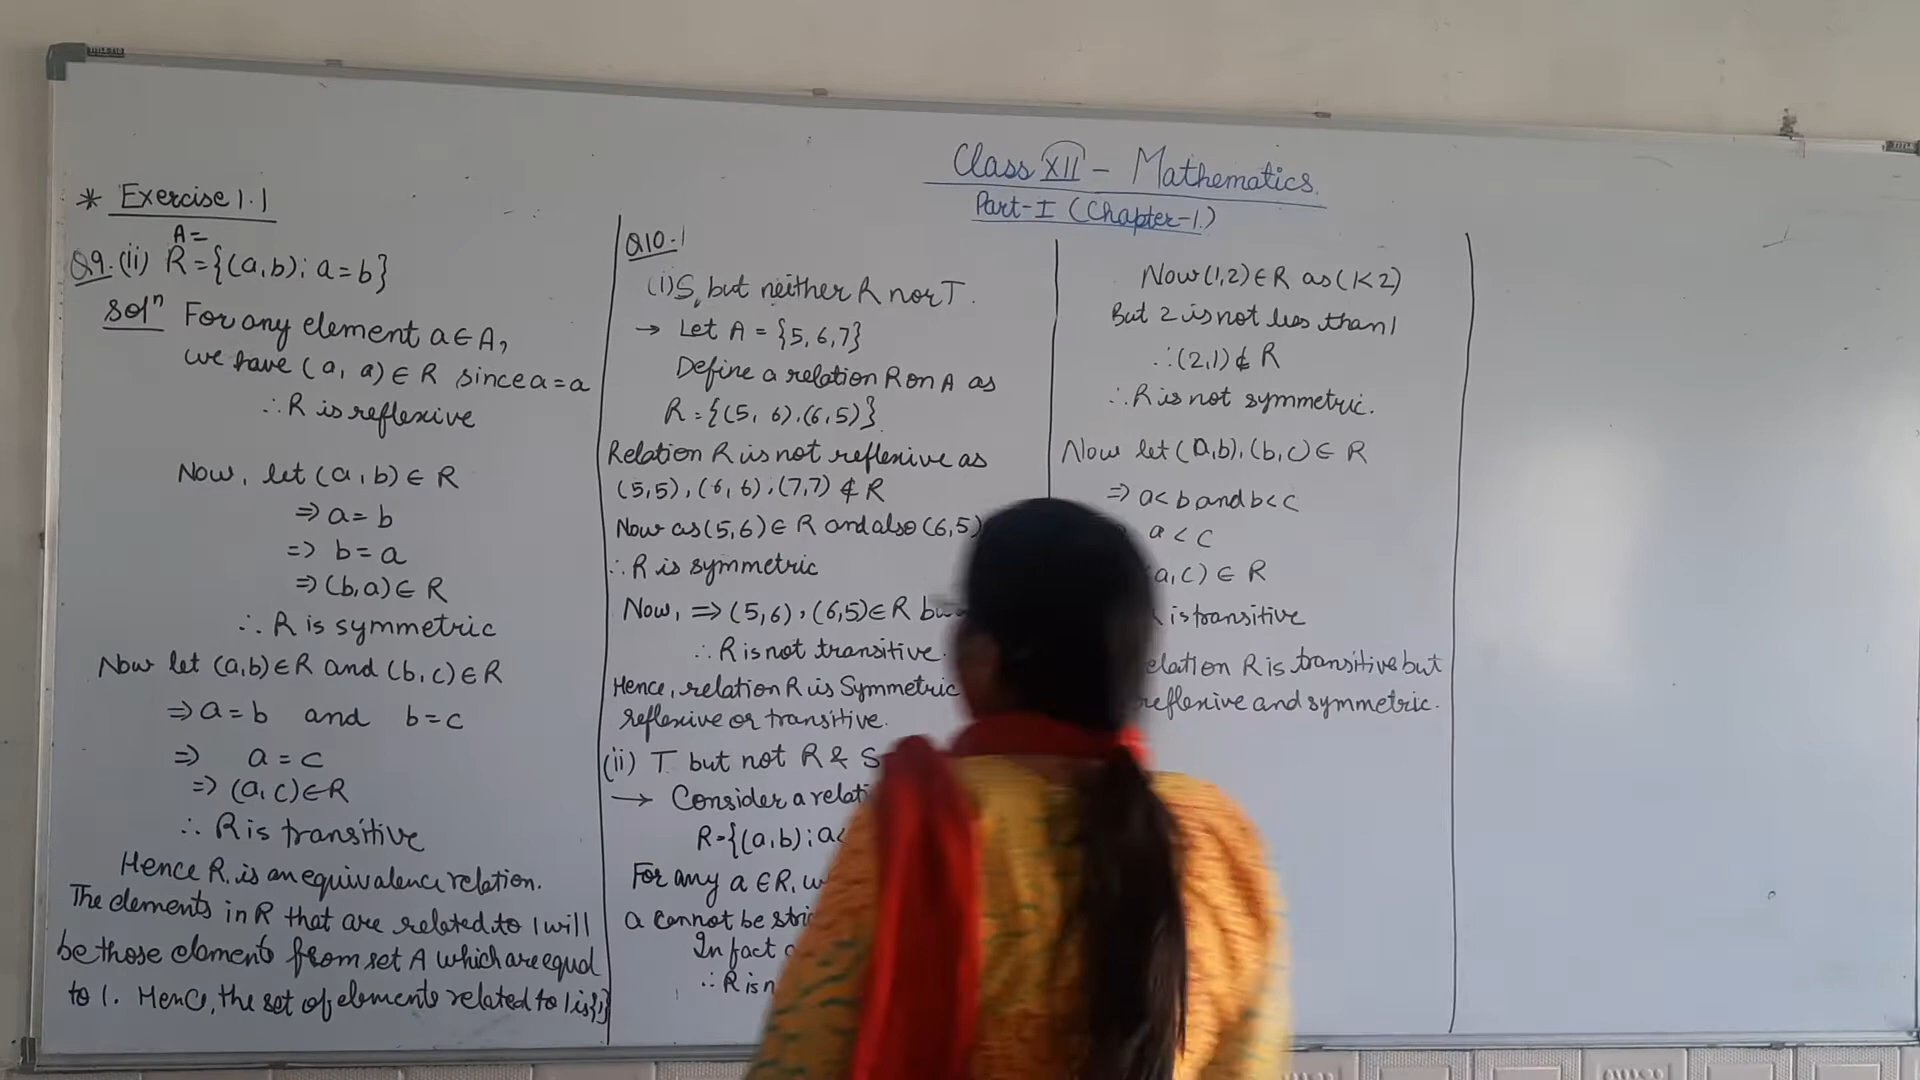 Class XII - Mathematics.
Part-I (Chapter-1.)
* Exercise 1.1
A=
Q9. (ii) R = {(a,b); a = b}
Solⁿ For any element a ∈ A,
we have (a, a) ∈ R since a = a
∴ R is reflexive
Now, let (a, b) ∈ R
⇒ a = b
⇒ b = a
⇒ (b,a) ∈ R
∴ R is symmetric
Now let (a,b) ∈ R and (b, c) ∈ R
⇒ a = b and b = c
⇒ a = c
⇒ (a, c) ∈ R
∴ R is transitive
Hence R, is an equivalence relation.
The elements in R that are related to 1 will
be those elements from set A which are equal
to 1. Hence, the set of elements related to 1 is {1}
Q10.1
(i) S, but neither R nor T.
→ Let A = {5, 6, 7}
Define a relation R on A as
R = {(5, 6), (6, 5)}
Relation R is not reflexive as
(5,5), (6, 6), (7,7) ∉ R
Now as (5, 6) ∈ R and also (6,5)
∴ R is symmetric
Now, ⇒ (5,6), (6,5) ∈ R
∴ R is not transitive.
Hence, relation R is Symmetric
reflexive or transitive.
(ii) T but not R & S
→ Consider a
R = {(a,b); a<
For any a ∈ R,
a cannot be
In fact
∴ R is
Now (1,2) ∈ R as (1 < 2)
But 2 is not less than 1
∴ (2,1) ∉ R
∴ R is not symmetric.
Now let (a,b), (b, c) ∈ R
⇒ a < b and b < c
a < c
a, c) ∈ R
R is transitive
elation R is transitive but
reflexive and symmetric.